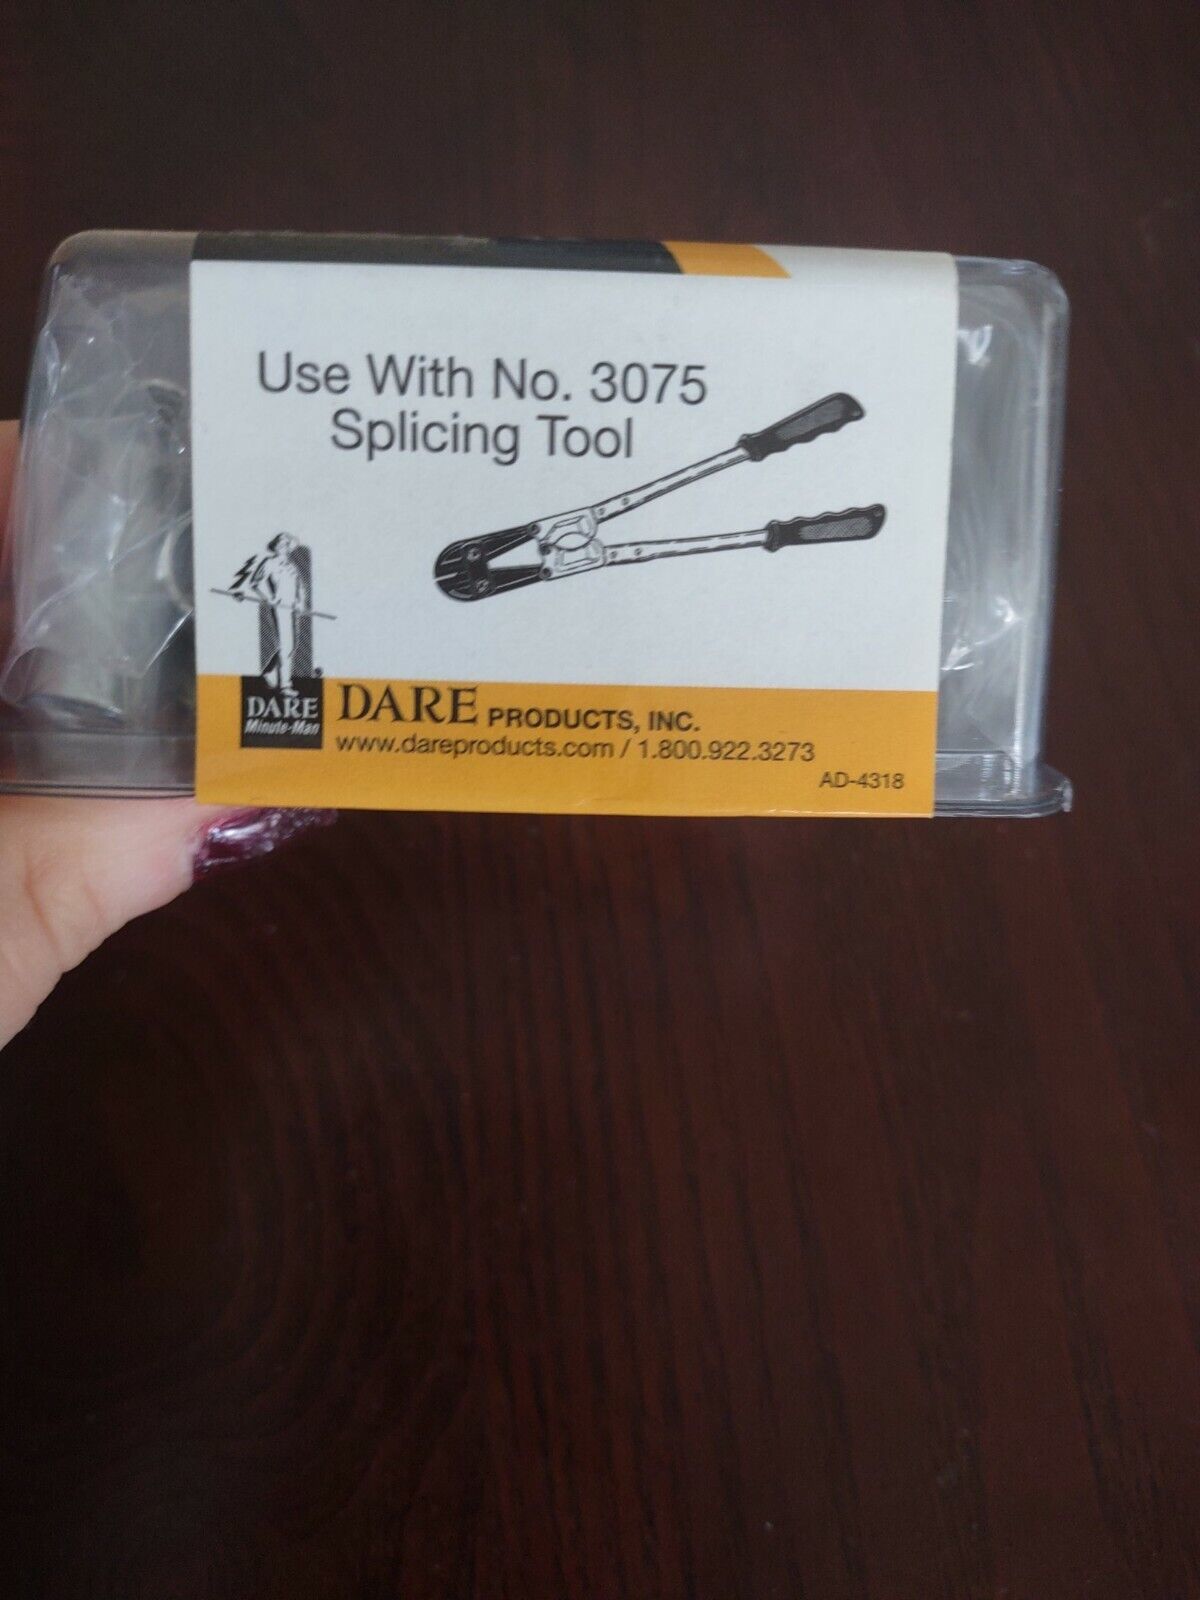 Use With No. 3075
Splicing Tool
DARE
Minute-Man
DARE PRODUCTS, INC.
www.dareproducts.com / 1.800.922.3273
AD-4318